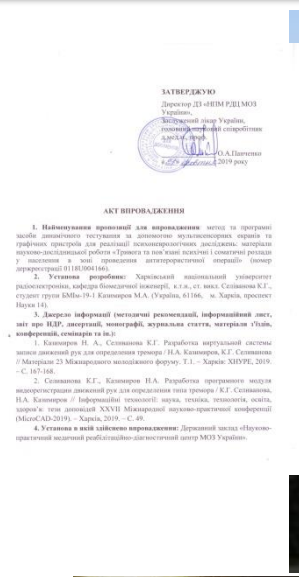 ЗАТВЕРДЖУЮ
Директор ДЗ «НПМ РДЦ МОЗ
України»,
Заслужений лікар України,
головний науковий співробітник
д.мед.н., проф.
О.А.Панченко
2019 року
АКТ ВПРОВАДЖЕННЯ
1. Найменування пропозиції для впровадження: метод та програмні
засоби динамічного тестування за допомогою мультисенсорних екранів та
графічних пристроїв для реалізації психоневрологічних досліджень: матеріали
науково-дослідницької роботи «Тривога та пов'язані психічні і соматичні розлади
у населення в зоні проведення антитерористичної операції» (номер
держреєстрації 0118U004166).
2. Установа розробник: Харківський національний університет
радіоелектроніки, кафедра біомедичної інженерії, к.т.н., ст. викл. Селіванова К.Г.,
студент групи БМІм-19-1 Казимиров М.А. (Україна, 61166, м. Харків, проспект
Науки 14).
3. Джерело інформації (методичні рекомендації, інформаційний лист,
звіт про НДР, дисертації, монографії, журнальна стаття, матеріали з'їздів,
конференцій, семінарів та ін.):
1. Казимиров Н. А., Селиванова К.Г. Разработка виртуальной системы
записи движений рук для определения тремора / Н.А. Казимиров, К.Г. Селиванова
// Матеріали 23 Міжнародного молодіжного форуму. Т.1. – Харків: ХНУРЕ, 2019.
– С. 167-168.
2. Селиванова К.Г., Казимиров Н.А. Разработка программного модуля
видеорегистрации движений рук для определения типа тремора / К.Г. Селиванова,
Н.А. Казимиров // Інформаційні технології: наука, техніка, технологія, освіта,
здоров'я: тези доповідей XXVII Міжнародної науково-практичної конференції
(MicroCAD-2019). – Харків, 2019. – С. 49.
4. Установа в якій здійснено впровадження: Державний заклад «Науково-
практичний медичний реабілітаційно-діагностичний центр МОЗ України».